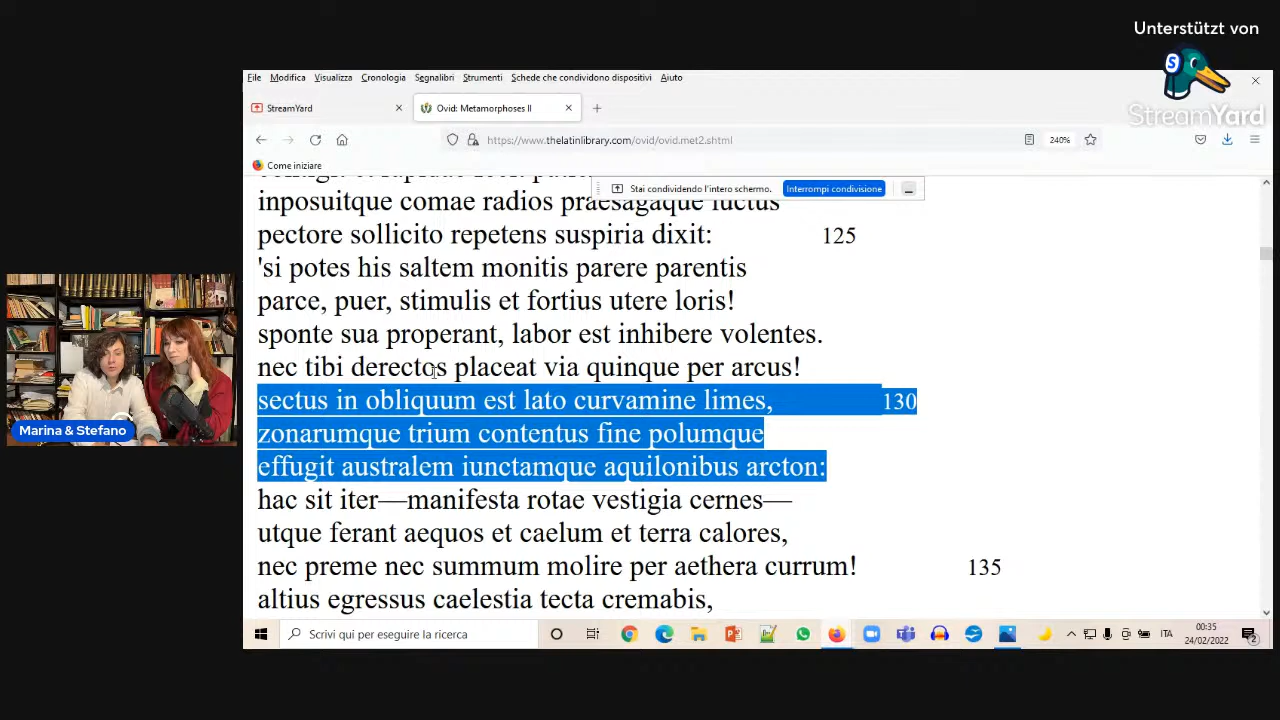 Unterstützt von
StreamYard
File Modifica Visualizza Cronologia Segnalibri Strumenti Schede che condividono dispositivi Aiuto
StreamYard Ovid: Metamorphoses II
https://www.thelatinlibrary.com/ovid/ovid.met2.shtml 240%
Come iniziare
Stai condividendo l'intero schermo. Interrompi condivisione
inposuitque comae radios praesagaque luctus
pectore sollicito repetens suspiria dixit: 125
'si potes his saltem monitis parere parentis
parce, puer, stimulis et fortius utere loris!
sponte sua properant, labor est inhibere volentes.
nec tibi derectos placeat via quinque per arcus!
sectus in obliquum est lato curvamine limes, 130
zonarumque trium contentus fine polumque
effugit australem iunctamque aquilonibus arcton:
hac sit iter—manifesta rotae vestigia cernes—
utque ferant aequos et caelum et terra calores,
nec preme nec summum molire per aethera currum! 135
altius egressus caelestia tecta cremabis,
Marina & Stefano
Scrivi qui per eseguire la ricerca
ITA
00:35
24/02/2022
2